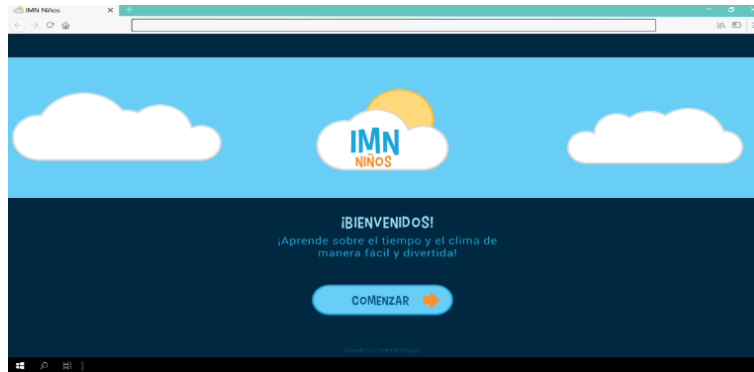 IMN Niños
IMN
NIÑOS
¡BIENVENIDOS!
¡Aprende sobre el tiempo y el clima de
manera fácil y divertida!
COMENZAR